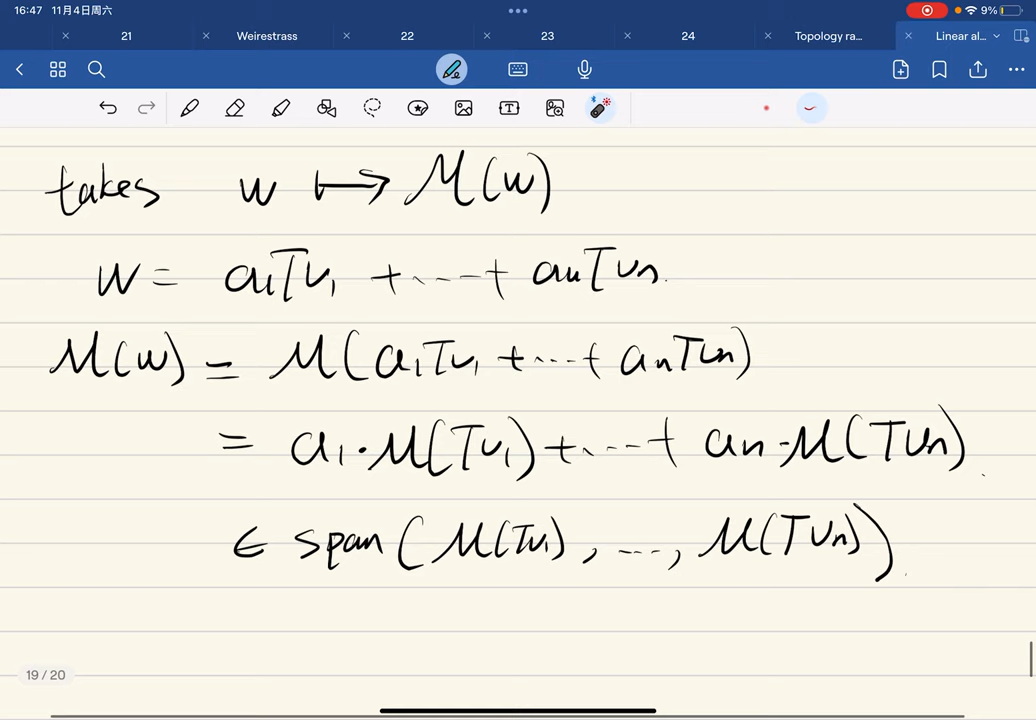 16:47 11月4日周六 9%
21 Weirestrass 22 23 24 Topology ra... Linear al...
takes w ⟼ M(w)
w = a₁Tv₁ + ... + aₙTvₙ.
M(w) = M(a₁Tv₁ + ... + aₙTvₙ)
= a₁·M(Tv₁) + ... + aₙ·M(Tvₙ).
∈ span(M(Tv₁), ..., M(Tvₙ)).
19 / 20